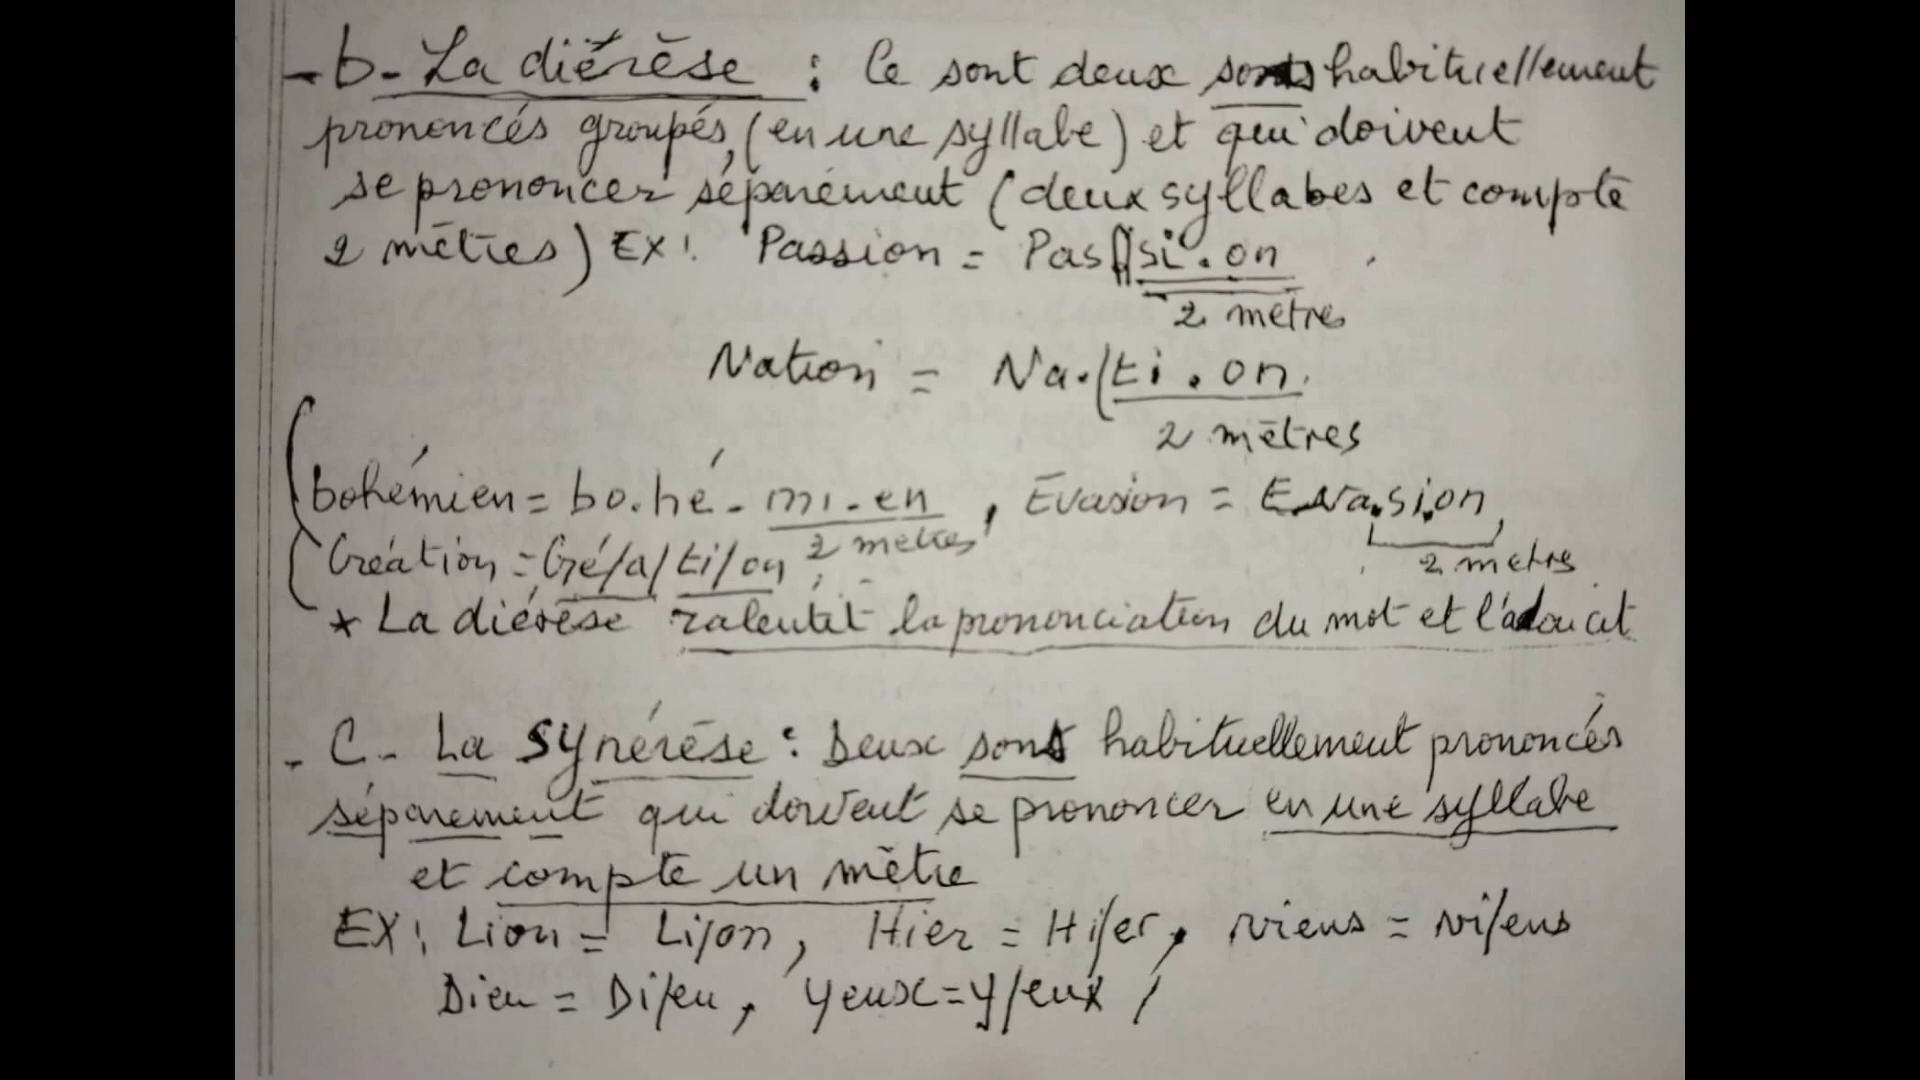 - b- La diérèse : Ce sont deux sons habituellement
prononcés groupés, (en une syllabe) et qui doivent
se prononcer séparément (deux syllabes et compte
2 mètres) EX: Passion = Pas//si.on
2 mètres
Nation = Na.(ti.on.
2 mètres
bohémien = bo.hé-mi-en, Evasion = E.va.si.on
2 mètres
2 mètres
Création = Cré/a/ti/on
* La diérèse ralentit la prononciation du mot et l'adoucit
- C- La synérèse : Deux sons habituellement prononcés
séparement qui doivent se prononcer en une syllabe
et compte un mètre
EX: Lion = Li/on, Hier = Hi/er, viens = vi/ens
Dieu = Di/eu, Yeux = y/eux /